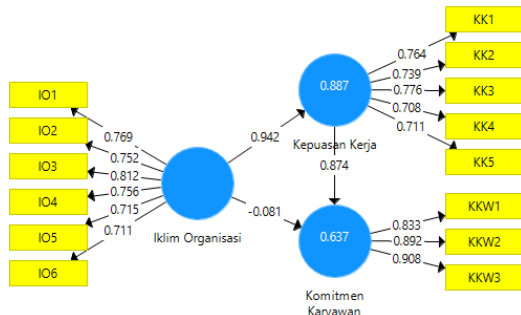 KK1
KK2
KK3
KK4
KK5
0.764
0.739
0.776
0.708
0.711
0.887
Kepuasan Kerja
IO1
IO2
IO3
IO4
IO5
IO6
0.769
0.752
0.812
0.756
0.715
0.711
Iklim Organisasi
0.942
0.874
-0.081
0.637
Komitmen
Karyawan
0.833
0.892
0.908
KKW1
KKW2
KKW3